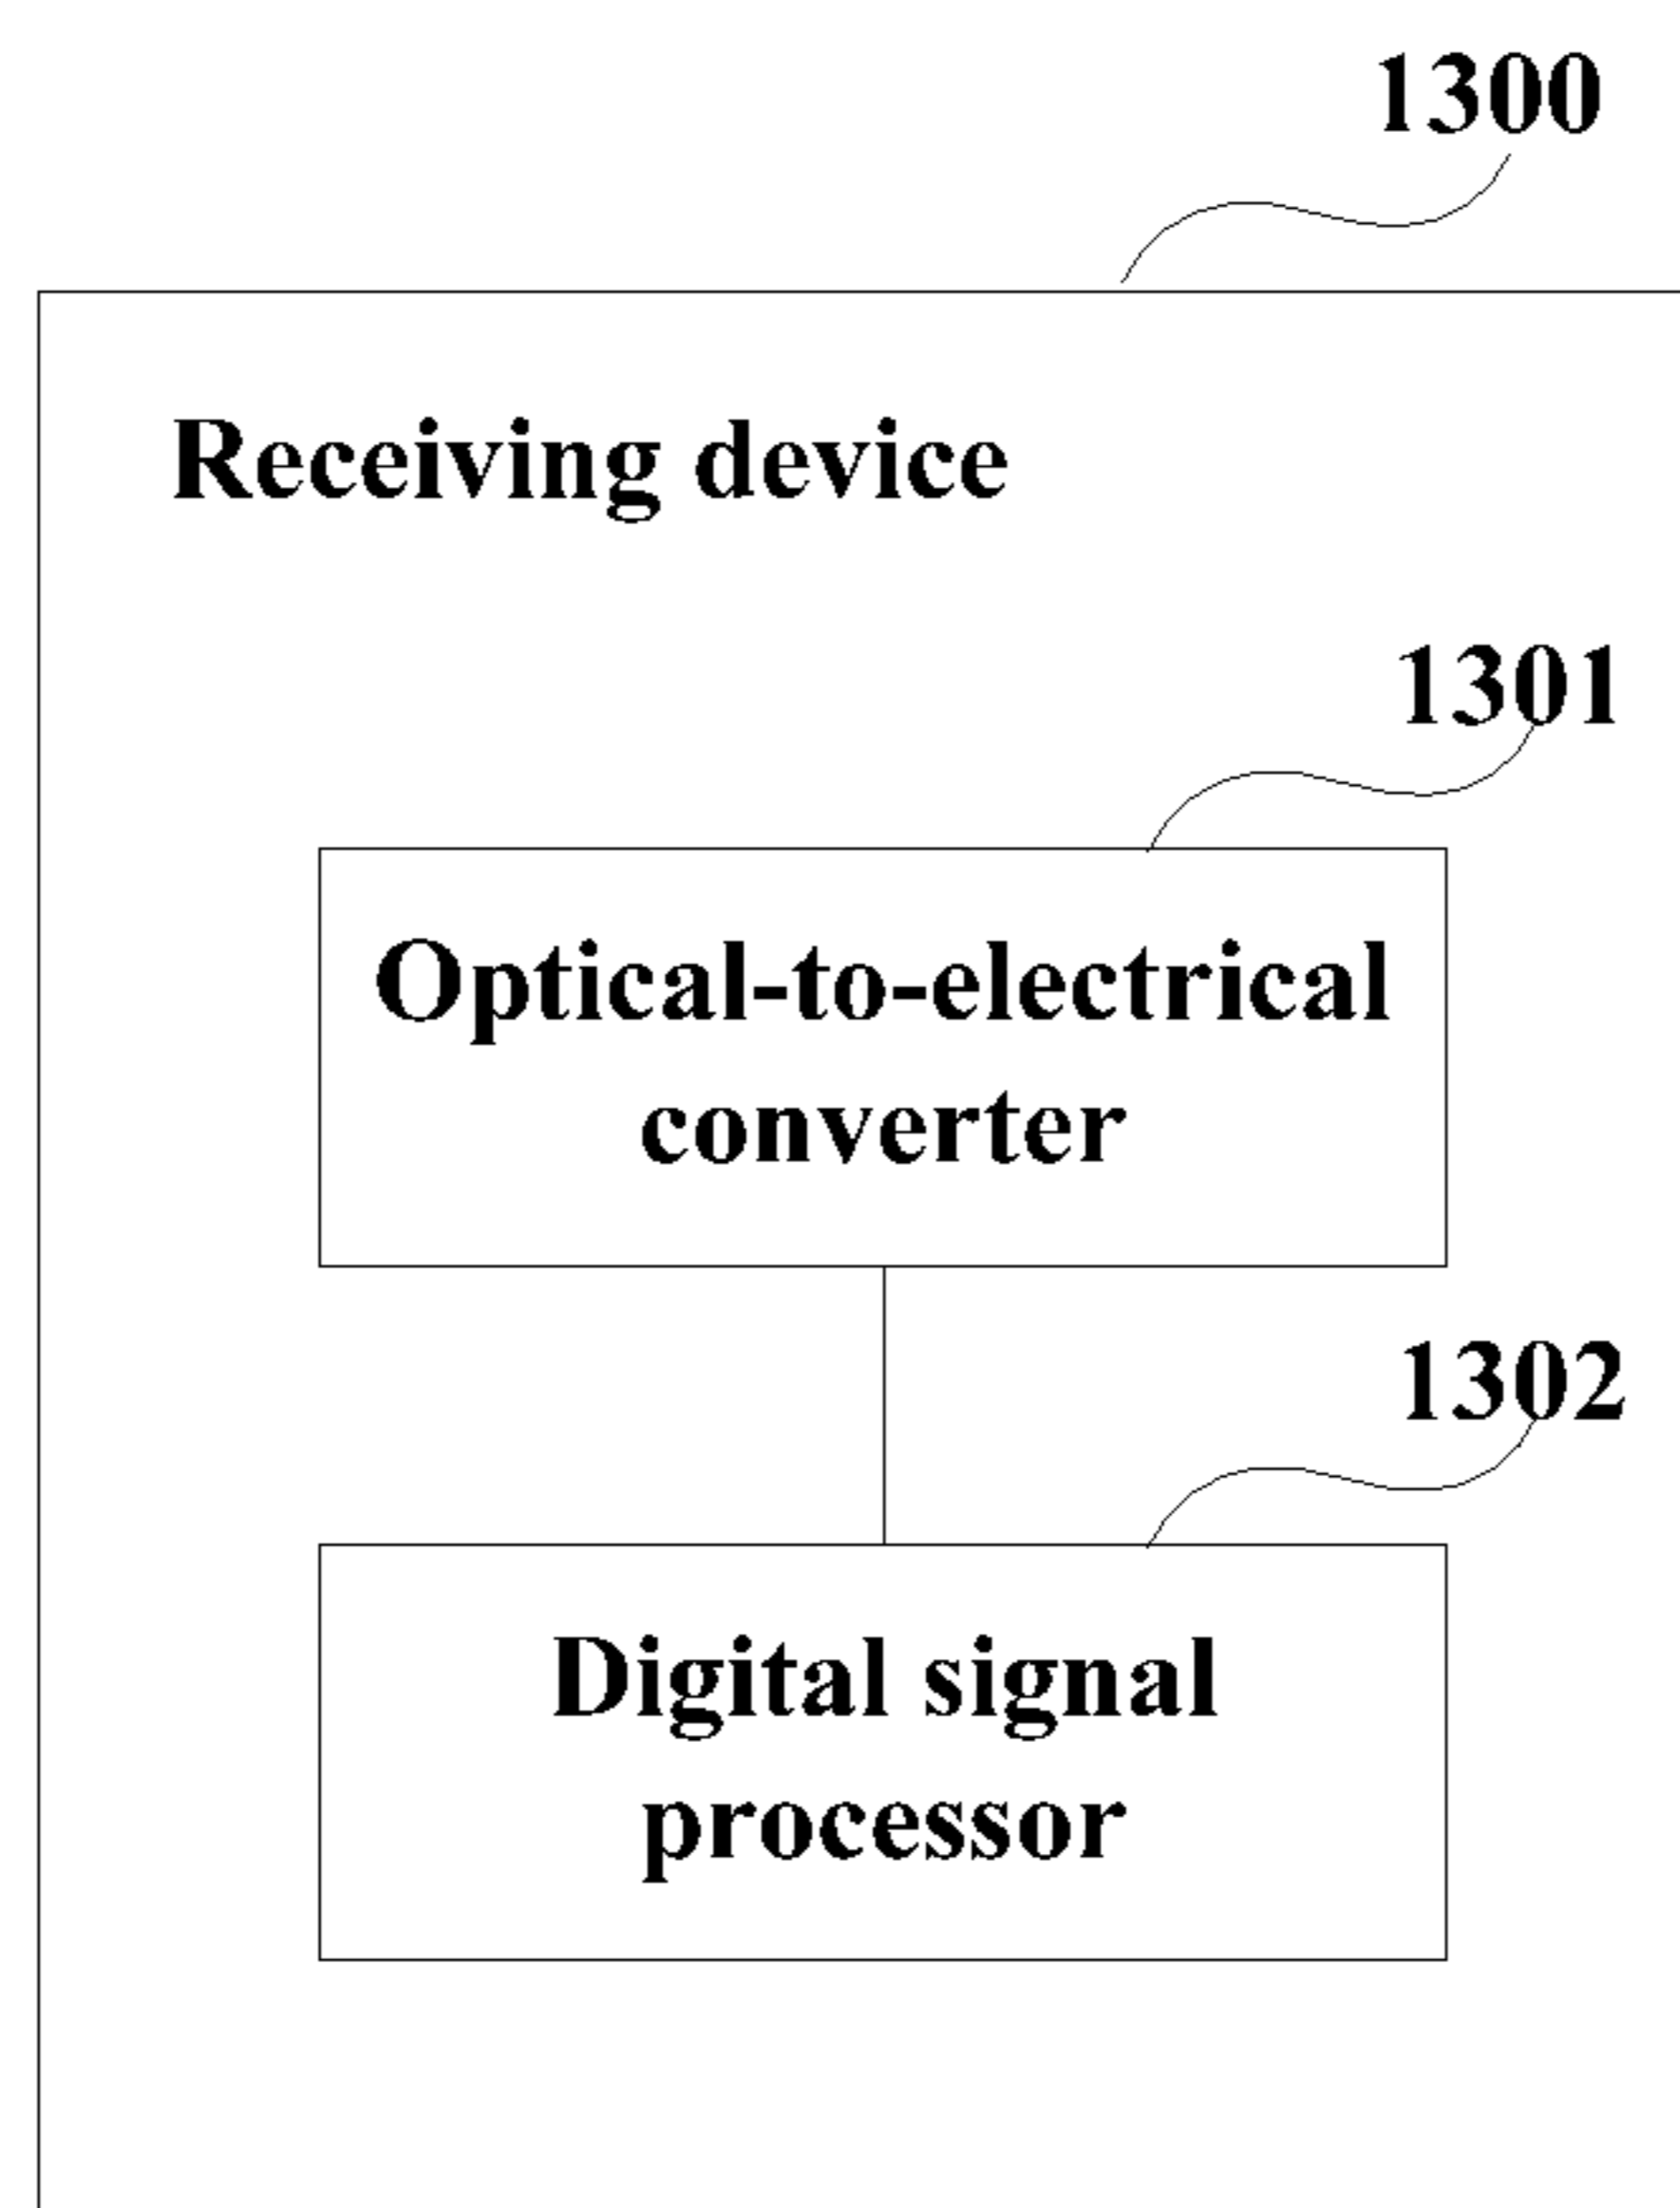 1300
Receiving device
1301
Optical-to-electrical
converter
1302
Digital signal
processor